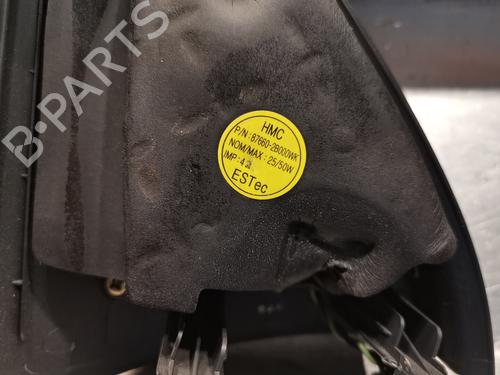 B-PARTS
HMC
P/N : 87660-2B000WK
NOM/MAX : 25/50W
IMP : 4Ω
ESTec